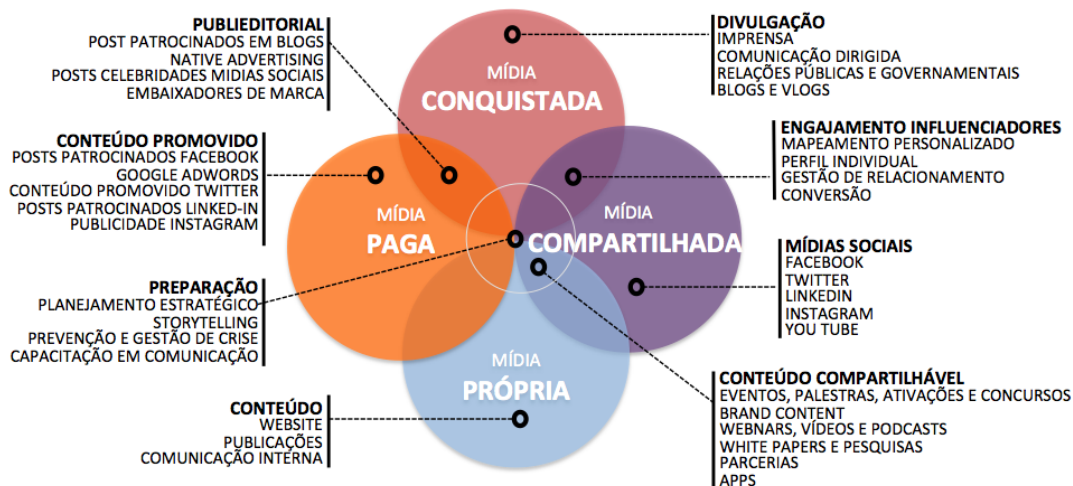 PUBLIEDITORIAL
POST PATROCINADOS EM BLOGS
NATIVE ADVERTISING
POSTS CELEBRIDADES MIDIAS SOCIAIS
EMBAIXADORES DE MARCA
DIVULGAÇÃO
IMPRENSA
COMUNICAÇÃO DIRIGIDA
RELAÇÕES PÚBLICAS E GOVERNAMENTAIS
BLOGS E VLOGS
MÍDIA
CONQUISTADA
CONTEÚDO PROMOVIDO
POSTS PATROCINADOS FACEBOOK
GOOGLE ADWORDS
CONTEÚDO PROMOVIDO TWITTER
POSTS PATROCINADOS LINKED-IN
PUBLICIDADE INSTAGRAM
ENGAJAMENTO INFLUENCIADORES
MAPEAMENTO PERSONALIZADO
PERFIL INDIVIDUAL
GESTÃO DE RELACIONAMENTO
CONVERSÃO
MÍDIA
PAGA
MÍDIA
COMPARTILHADA
MÍDIAS SOCIAIS
FACEBOOK
TWITTER
LINKEDIN
INSTAGRAM
YOU TUBE
PREPARAÇÃO
PLANEJAMENTO ESTRATÉGICO
STORYTELLING
PREVENÇÃO E GESTÃO DE CRISE
CAPACITAÇÃO EM COMUNICAÇÃO
MÍDIA
PRÓPRIA
CONTEÚDO
WEBSITE
PUBLICAÇÕES
COMUNICAÇÃO INTERNA
CONTEÚDO COMPARTILHÁVEL
EVENTOS, PALESTRAS, ATIVAÇÕES E CONCURSOS
BRAND CONTENT
WEBNARS, VÍDEOS E PODCASTS
WHITE PAPERS E PESQUISAS
PARCERIAS
APPS